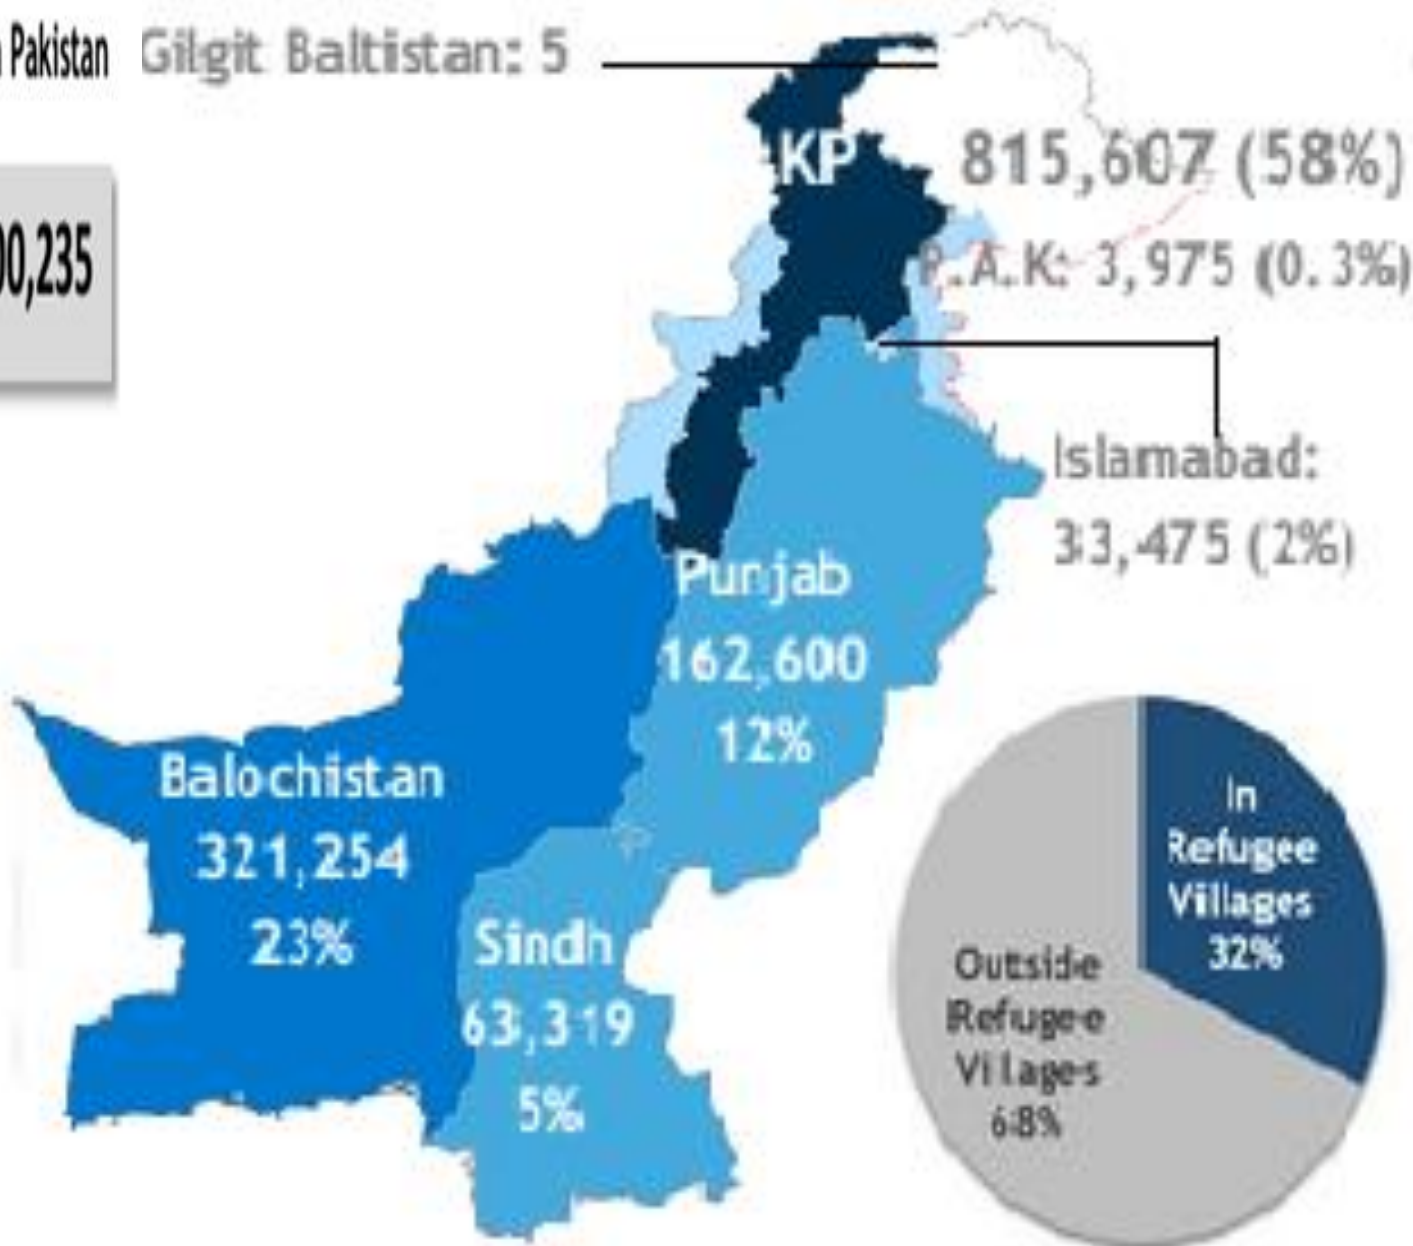 Pakistan
Gilgit Baltistan: 5
00,235
KP
815,607 (58%)
P.A.K: 3,975 (0.3%)
Islamabad:
33,475 (2%)
Punjab
162,600
12%
Balochistan
321,254
23%
Sindh
63,319
5%
In
Refugee
Villages
32%
Outside
Refugee
Villages
68%